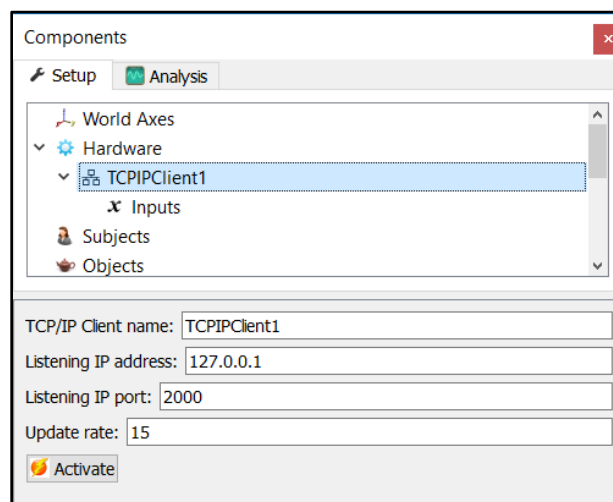 Components
Setup Analysis
World Axes
Hardware
TCPIPClient1
x Inputs
Subjects
Objects
TCP/IP Client name: TCPIPClient1
Listening IP address: 127.0.0.1
Listening IP port: 2000
Update rate: 15
Activate